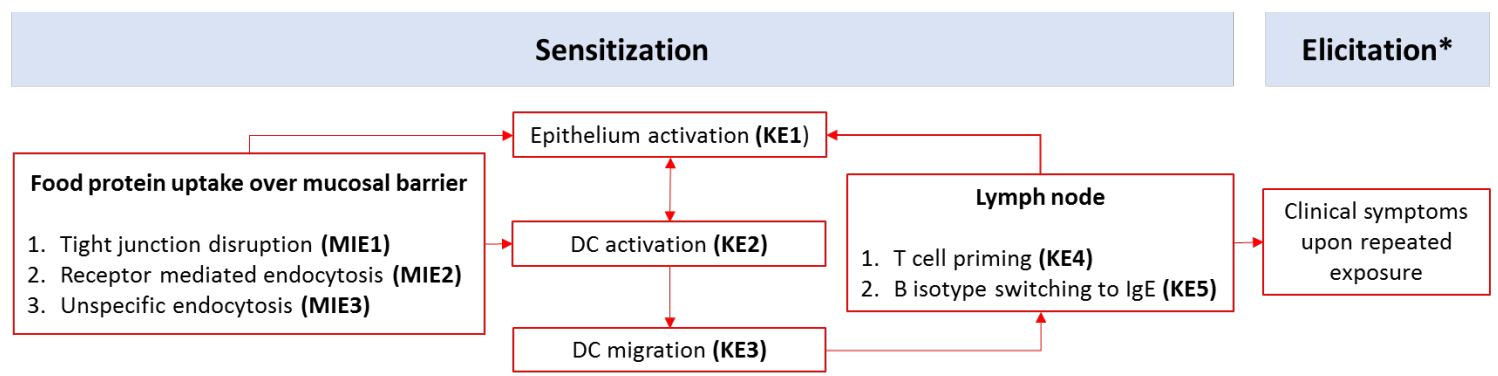 Sensitization
Elicitation*
Epithelium activation (KE1)
Food protein uptake over mucosal barrier
1. Tight junction disruption (MIE1)
2. Receptor mediated endocytosis (MIE2)
3. Unspecific endocytosis (MIE3)
DC activation (KE2)
DC migration (KE3)
Lymph node
1. T cell priming (KE4)
2. B isotype switching to IgE (KE5)
Clinical symptoms
upon repeated
exposure